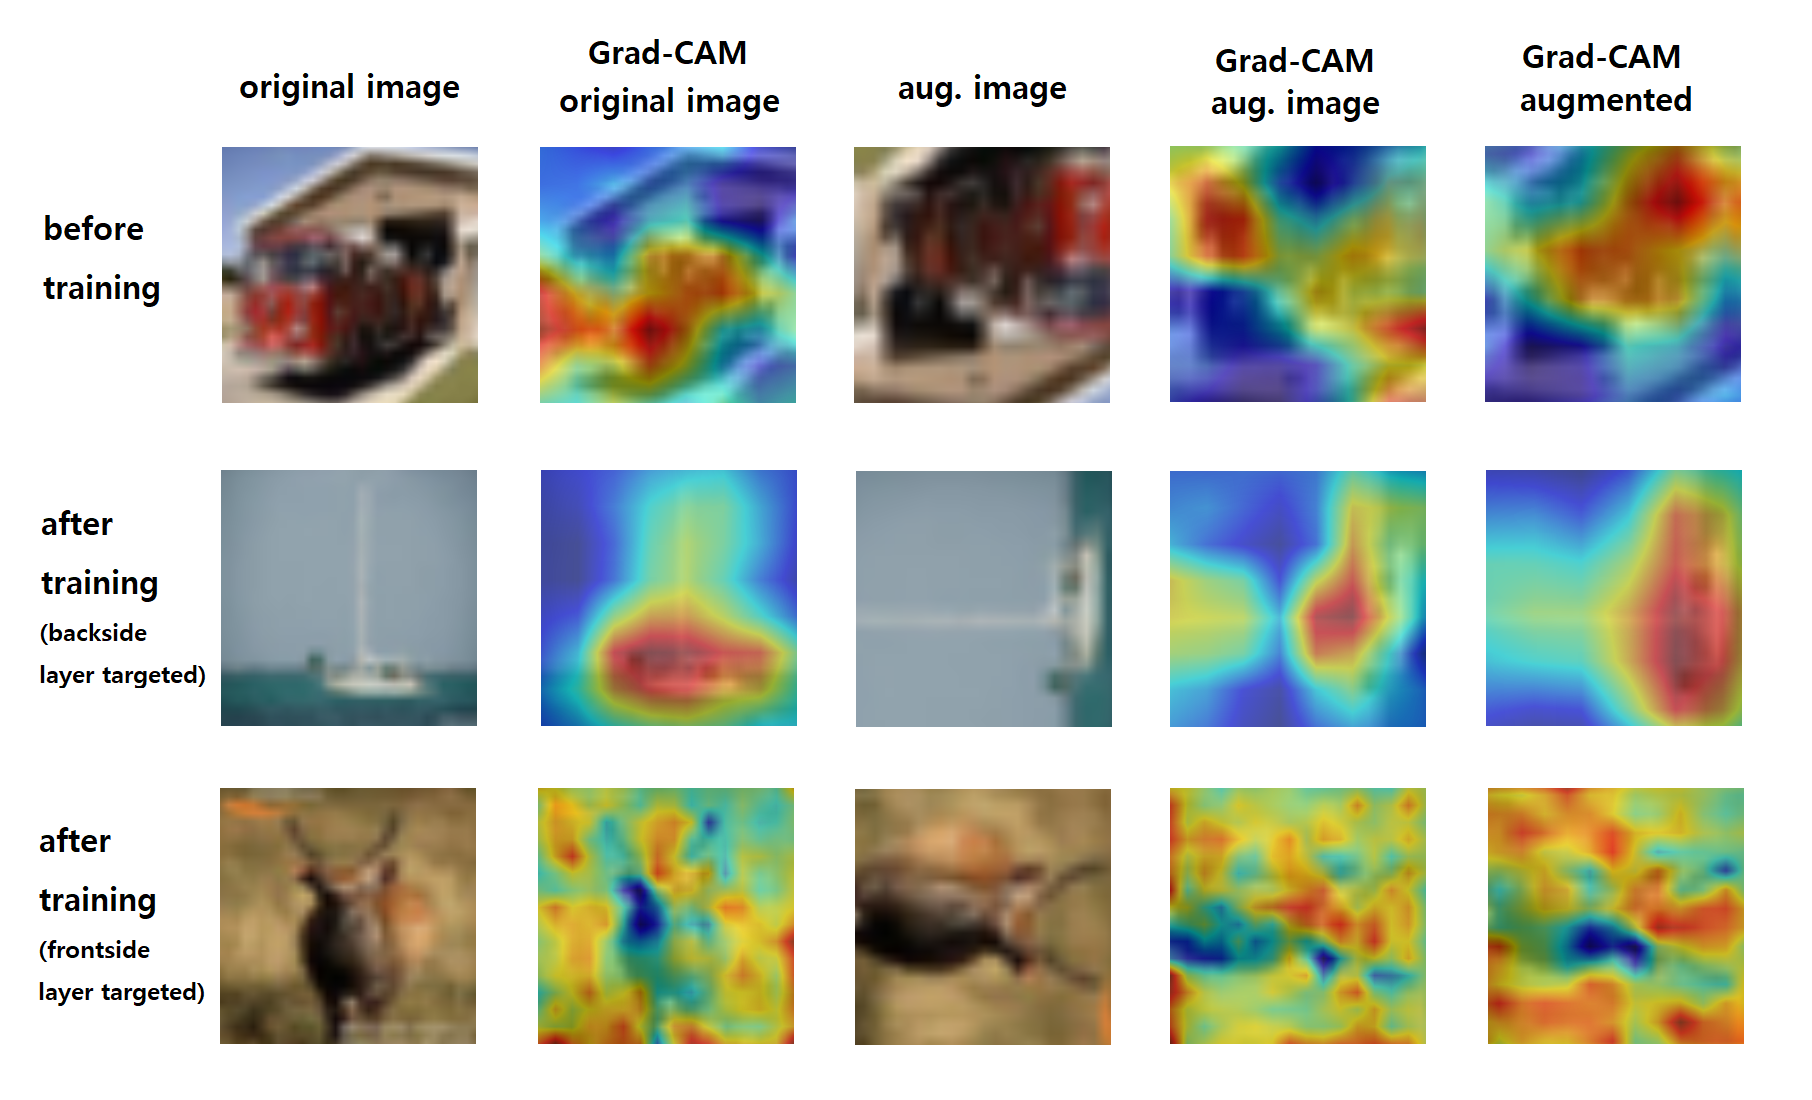 original image
Grad-CAM
original image
aug. image
Grad-CAM
aug. image
Grad-CAM
augmented
before
training
after
training
(backside
layer targeted)
after
training
(frontside
layer targeted)